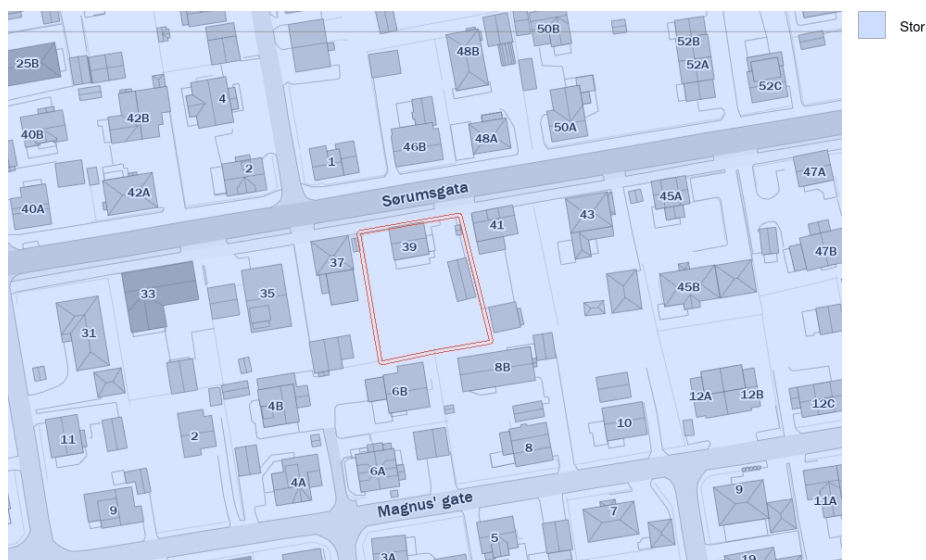 50B
Stor
48B
52B
52A
25B
52C
4
42B
50A
40B
48A
46B
1
2
47A
42A
45A
Sørumsgata
40A
43
41
39
47B
37
45B
33
35
31
8B
6B
12A
12B
12C
4B
10
11
2
8
6A
4A
9
11A
Magnus' gate
9
7
5
3A
19